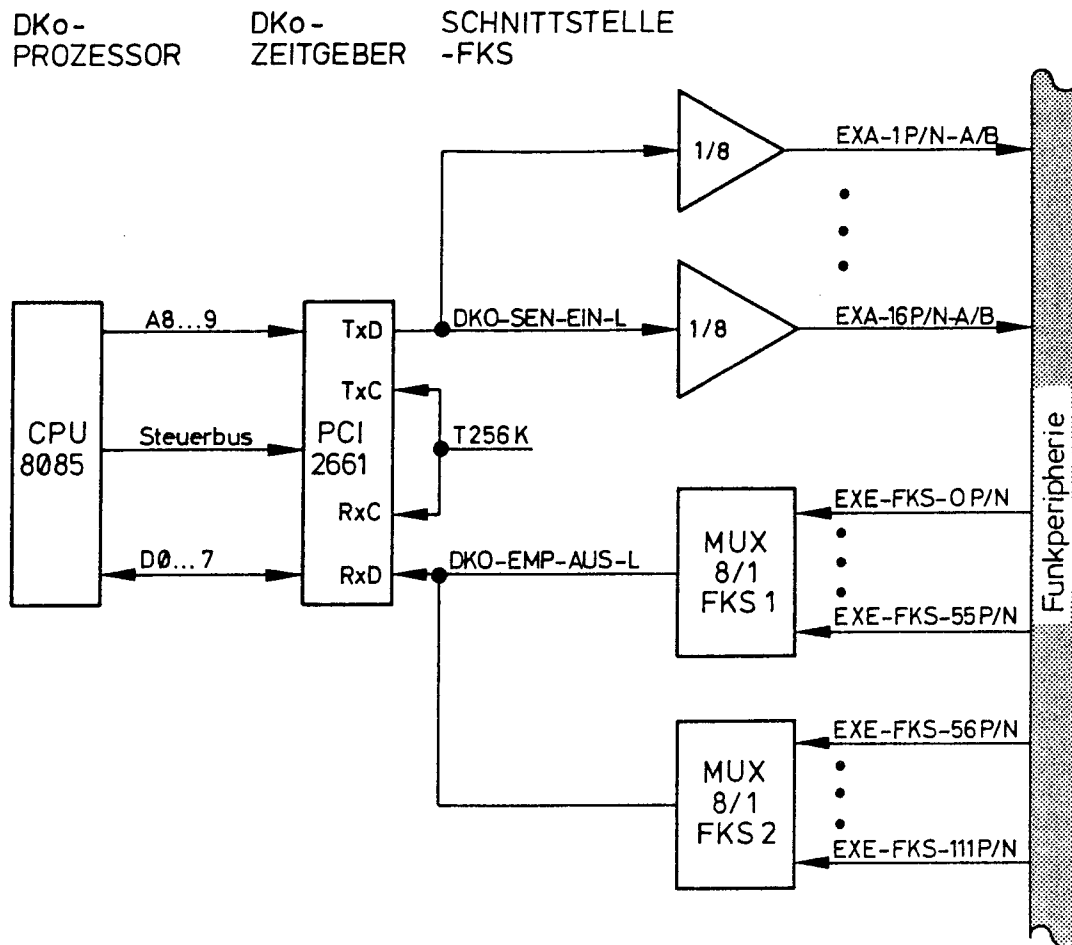 DKo-
PROZESSOR
DKo-
ZEITGEBER
SCHNITTSTELLE
-FKS
1/8
EXA-1P/N-A/B
A8...9
TxD
DKO-SEN-EIN-L
1/8
EXA-16P/N-A/B
TxC
CPU
8085
Steuerbus
PCI
2661
T256K
RxC
D0...7
RxD
DKO-EMP-AUS-L
MUX
8/1
FKS 1
EXE-FKS-0P/N
EXE-FKS-55P/N
Funkperipherie
MUX
8/1
FKS 2
EXE-FKS-56P/N
EXE-FKS-111P/N